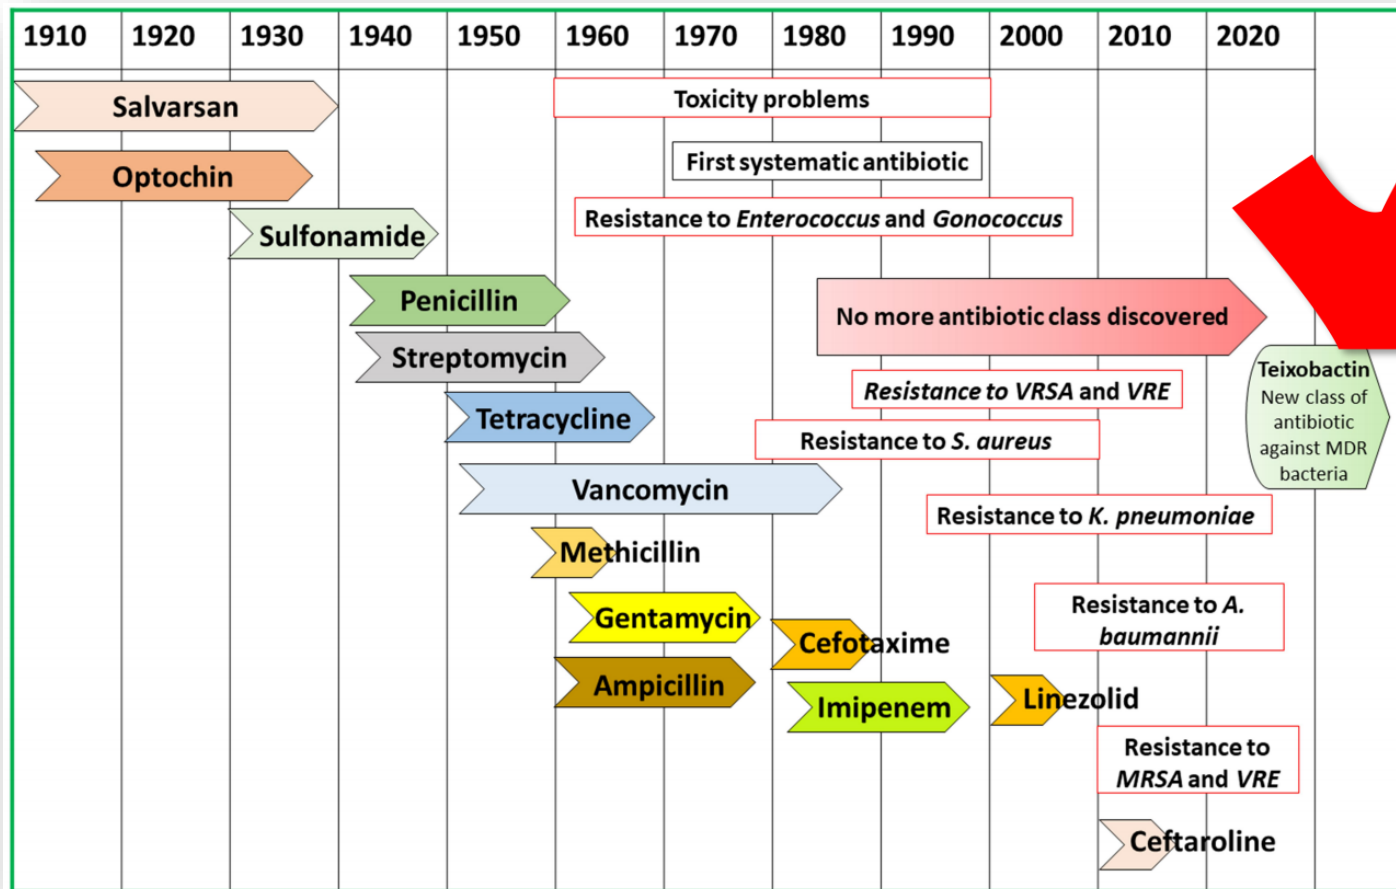 1910 1920 1930 1940 1950 1960 1970 1980 1990 2000 2010 2020
Salvarsan
Toxicity problems
Optochin
First systematic antibiotic
Sulfonamide
Resistance to Enterococcus and Gonococcus
Penicillin
No more antibiotic class discovered
Streptomycin
Teixobactin
New class of
antibiotic
against MDR
bacteria
Resistance to VRSA and VRE
Tetracycline
Resistance to S. aureus
Vancomycin
Resistance to K. pneumoniae
Methicillin
Gentamycin
Resistance to A.
baumannii
Cefotaxime
Ampicillin
Imipenem
Linezolid
Resistance to
MRSA and VRE
Ceftaroline